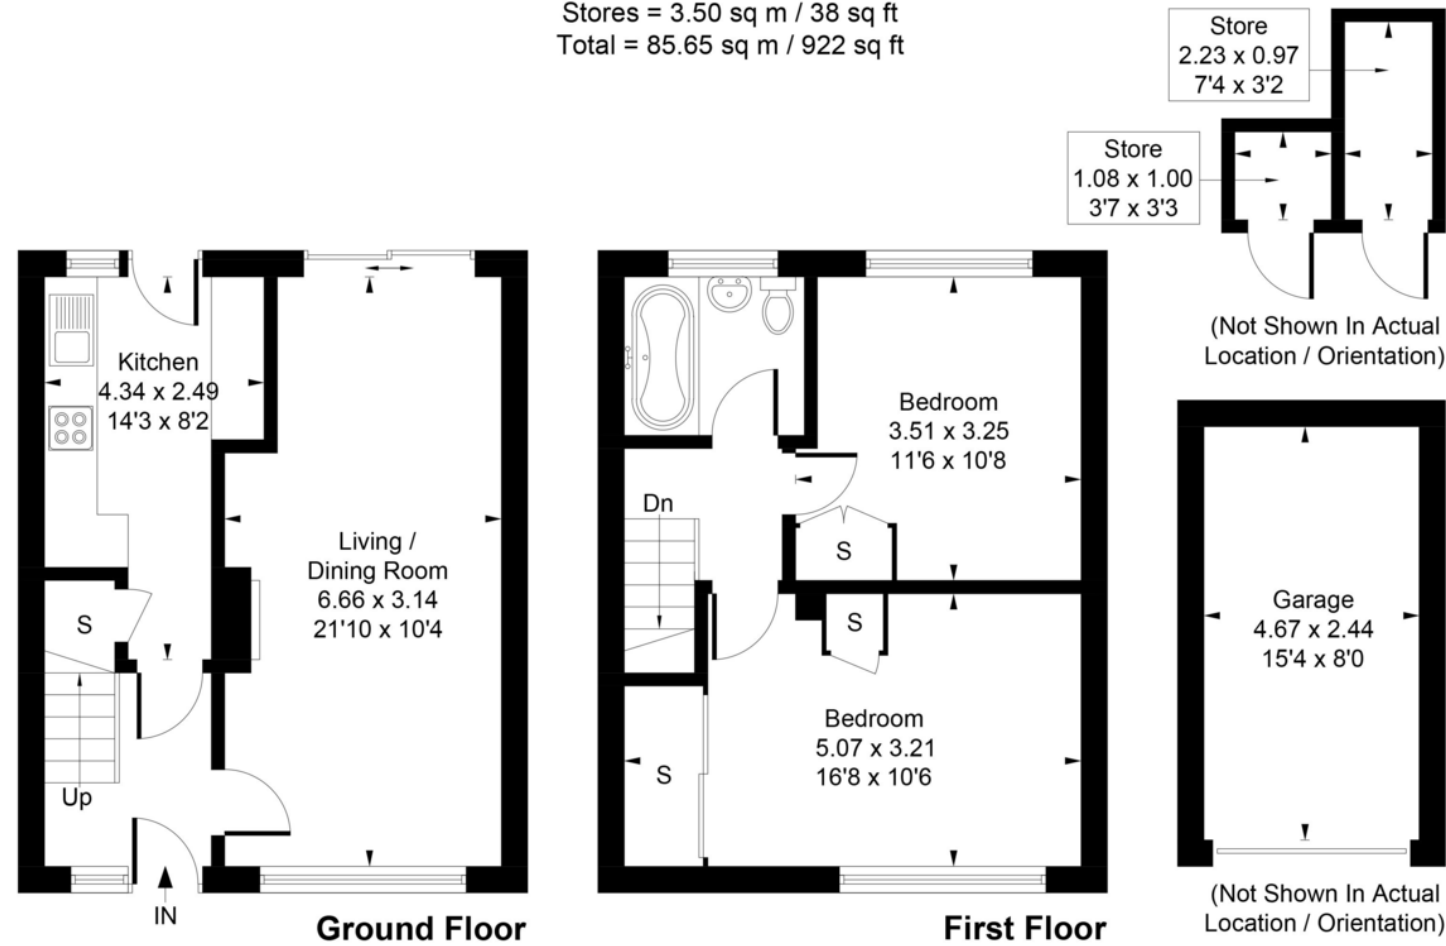 Stores = 3.50 sq m / 38 sq ft
Total = 85.65 sq m / 922 sq ft
Store
2.23 x 0.97
7'4 x 3'2
Store
1.08 x 1.00
3'7 x 3'3
(Not Shown In Actual
Location / Orientation)
Kitchen
4.34 x 2.49
14'3 x 8'2
Living /
Dining Room
6.66 x 3.14
21'10 x 10'4
S
Up
IN
Ground Floor
Bedroom
3.51 x 3.25
11'6 x 10'8
Dn
S
S
Bedroom
5.07 x 3.21
16'8 x 10'6
S
First Floor
Garage
4.67 x 2.44
15'4 x 8'0
(Not Shown In Actual
Location / Orientation)